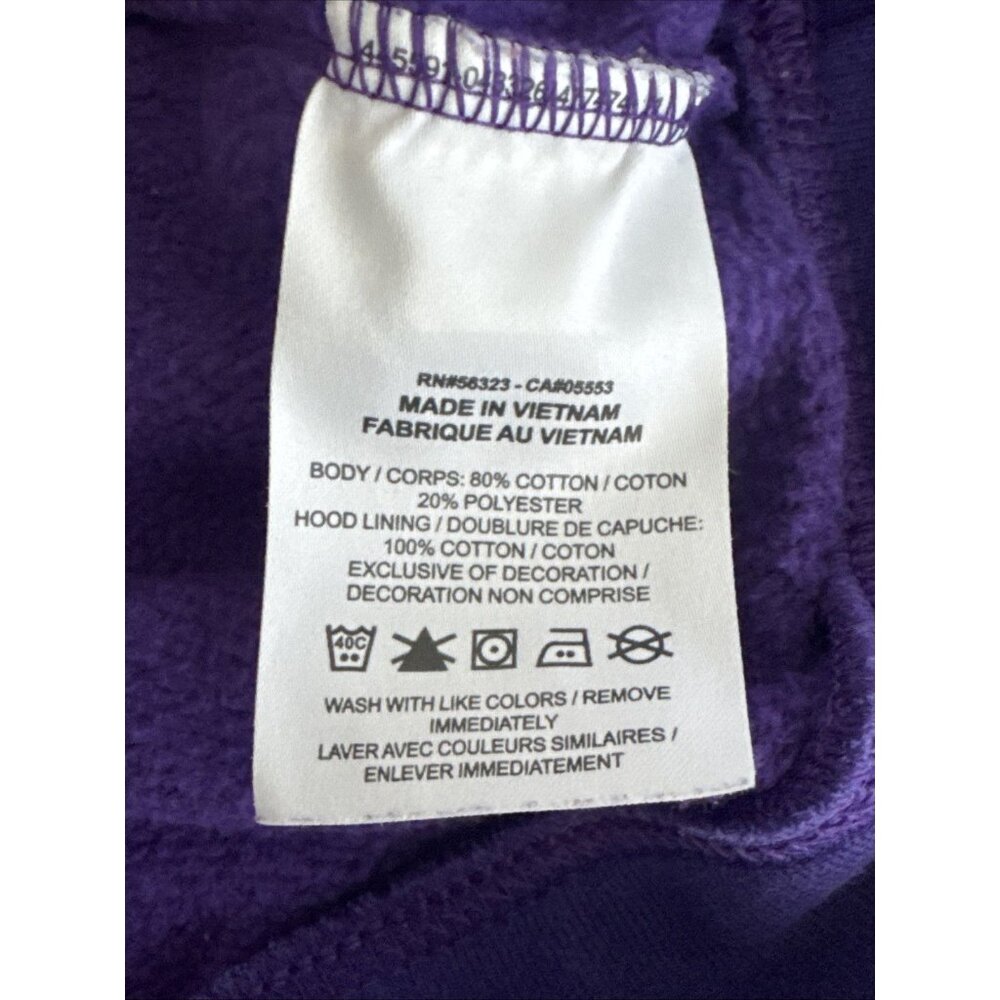 RN#56323 - CA#05553
MADE IN VIETNAM
FABRIQUE AU VIETNAM
BODY / CORPS: 80% COTTON / COTON
20% POLYESTER
HOOD LINING / DOUBLURE DE CAPUCHE:
100% COTTON / COTON
EXCLUSIVE OF DECORATION /
DECORATION NON COMPRISE
40C
WASH WITH LIKE COLORS / REMOVE
IMMEDIATELY
LAVER AVEC COULEURS SIMILAIRES /
ENLEVER IMMEDIATEMENT